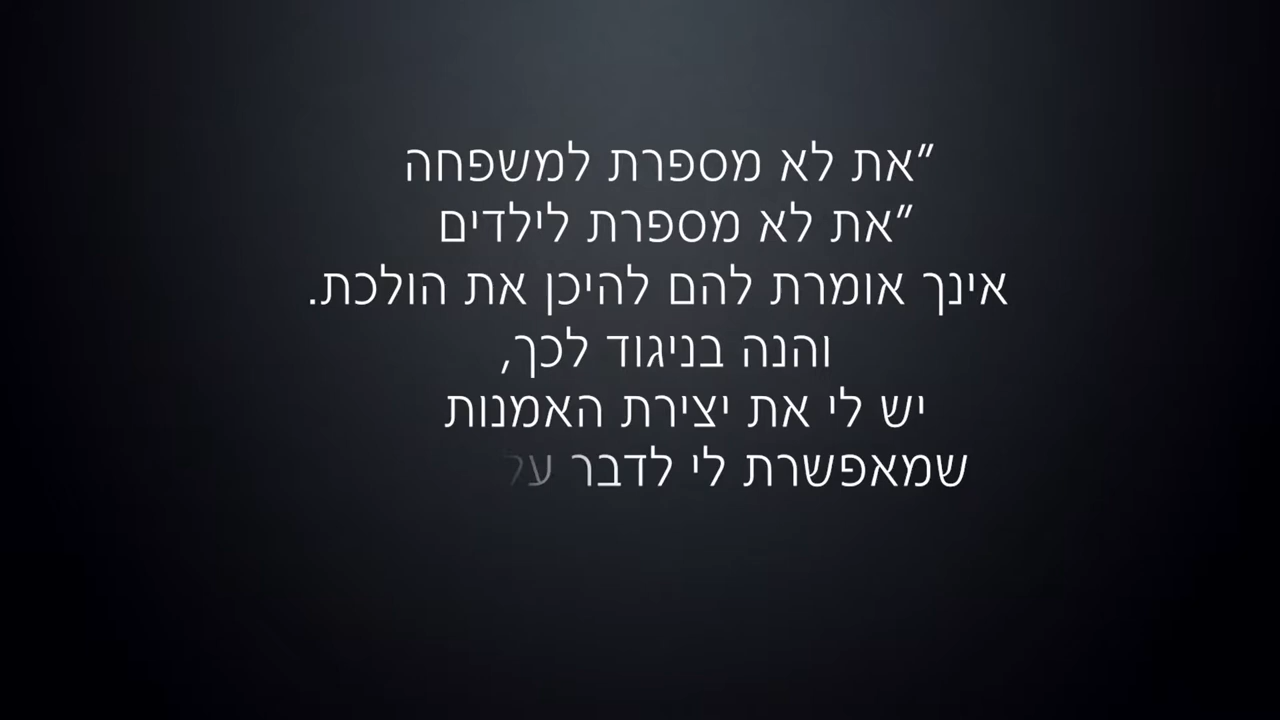 "את לא מספרת למשפחה
"את לא מספרת לילדים
אינך אומרת להם להיכן את הולכת.
והנה בניגוד לכך,
יש לי את יצירת האמנות
שמאפשרת לי לדבר על